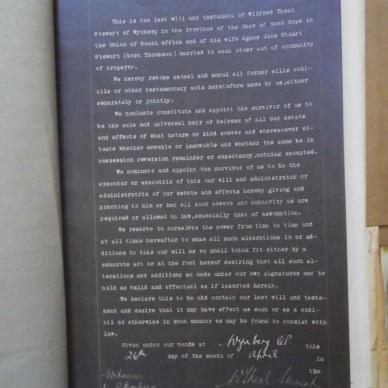 This is the last will and testament of Wilfred Theal
Stewart of Wynberg in the Province of the Cape of Good Hope in
the Union of South Africa and of his wife Agnes Jane Stuart
Stewart (born Thomson) married to each other out of community
of property.
We hereby revoke cancel and annul all former wills codi-
cils or other testamentary acts heretofore made by us, either
separately or jointly.
We nominate constitute and appoint the survivor of us to
be the sole and universal heir or heiress of all our estate
and effects of what nature or kind soever and wheresoever si-
tuate whether movable or immovable and whether the same be in
possession reversion remainder or expectancy, nothing excepted.
We nominate and appoint the survivor of us to be the
executor or executrix of this our will and administrator or
administratrix of our estate and effects hereby giving and
granting to him or her all such powers and authority as are
required or allowed in law, especially that of assumption.
We reserve to ourselves the power from time to time and
at all times hereafter to make all such alterations in or ad-
ditions to this our will as we shall think fit either by a
separate act or at the foot hereof desiring that all such al-
terations and additions so made under our own signatures may be
held as valid and effectual as if inserted herein.
We declare this to be and contain our last will and testa-
ment and desire that it may have effect as such or as a codi-
cil or otherwise in such manner as may be found to consist with
law.
Given under our hands at Wynberg CP. this
26th day of the month of April in
the
Witnesses
W Theal Stewart